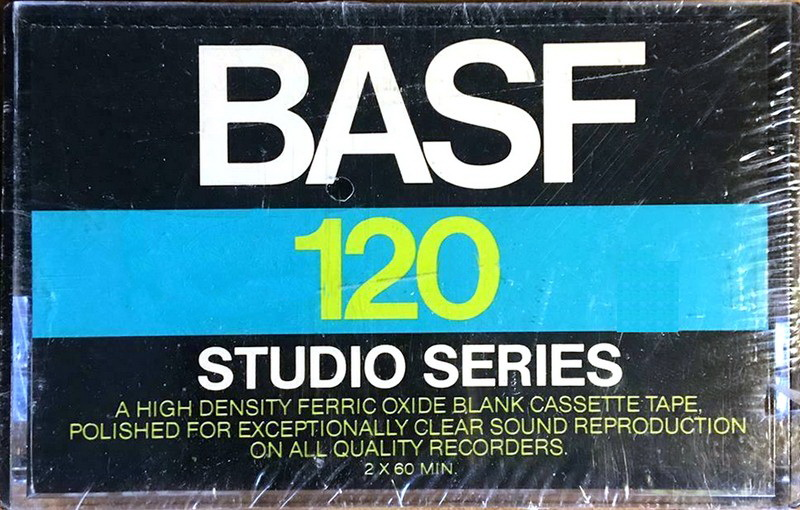 BASF
120
STUDIO SERIES
A HIGH DENSITY FERRIC OXIDE BLANK CASSETTE TAPE,
POLISHED FOR EXCEPTIONALLY CLEAR SOUND REPRODUCTION
ON ALL QUALITY RECORDERS.
2 X 60 MIN.